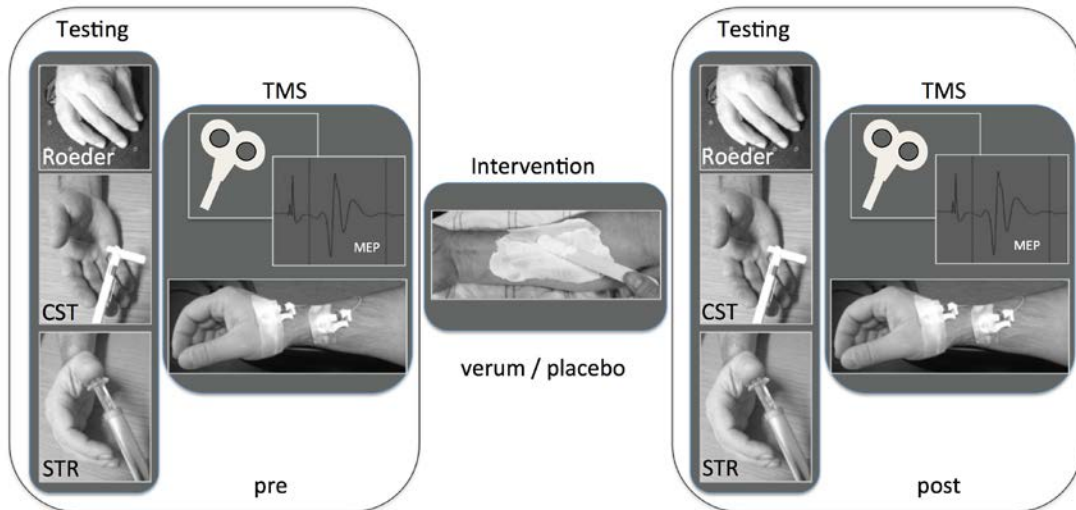 Testing
TMS
Roeder
MEP
CST
STR
pre
Intervention
verum / placebo
Testing
TMS
Roeder
MEP
CST
STR
post